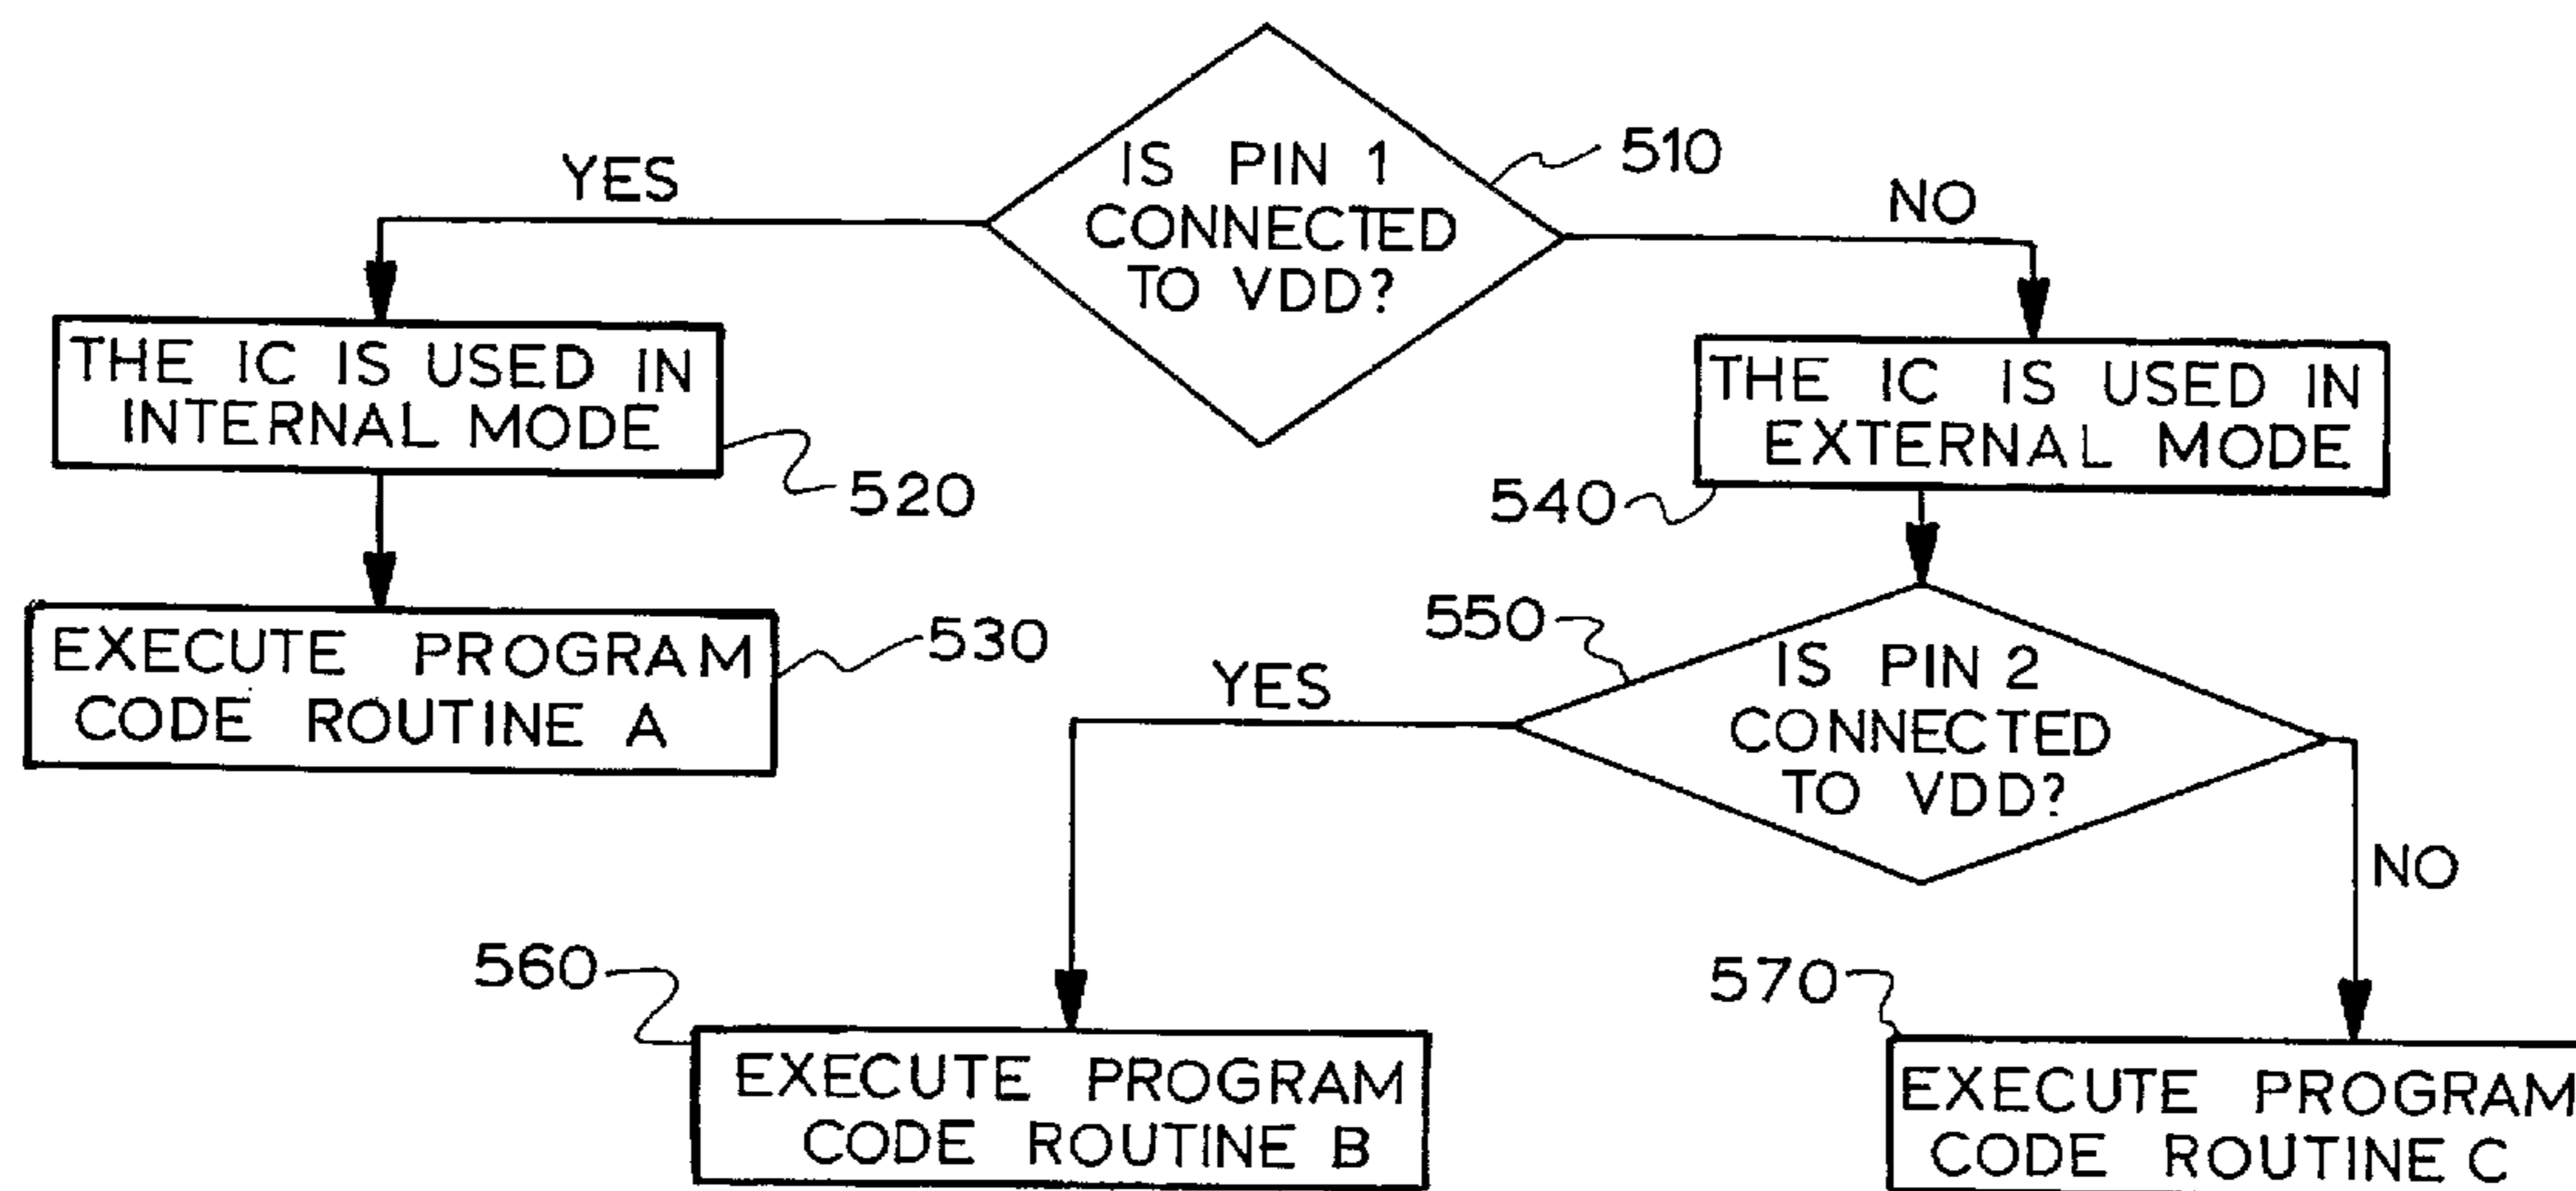 IS PIN 1
CONNECTED
TO VDD?
510
YES
NO
THE IC IS USED IN
INTERNAL MODE
520
THE IC IS USED IN
EXTERNAL MODE
540
EXECUTE PROGRAM
CODE ROUTINE A
530
550
IS PIN 2
CONNECTED
TO VDD?
YES
NO
560
EXECUTE PROGRAM
CODE ROUTINE B
570
EXECUTE PROGRAM
CODE ROUTINE C